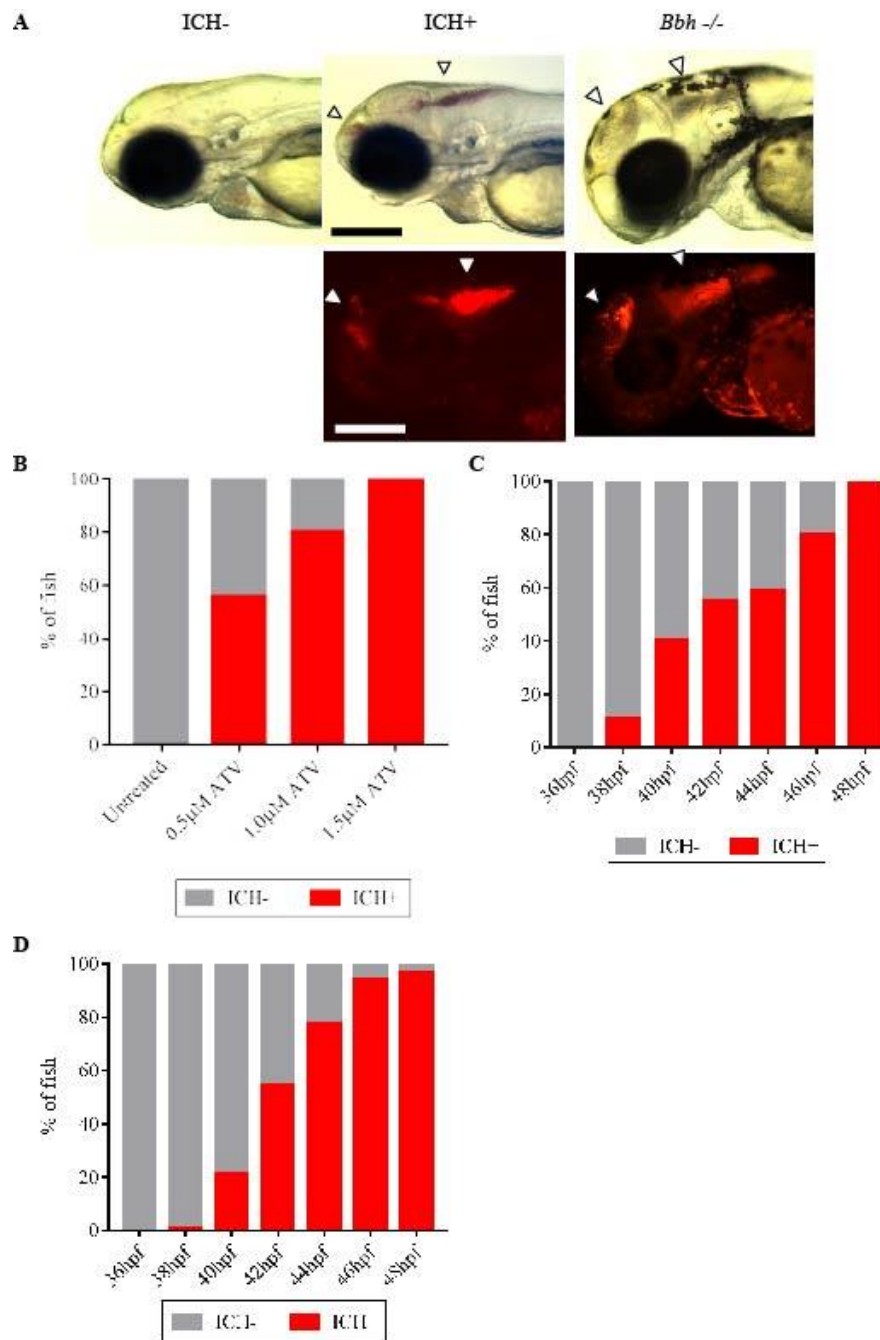 A
ICH-
ICH+
Bbh -/-
B
% of fish
100
80
60
40
20
0
Untreated
0.5µM ATV
1.0µM ATV
1.5µM ATV
ICH-
ICH+
C
% of fish
100
80
60
40
20
0
36hpf
38hpf
40hpf
42hpf
44hpf
46hpf
48hpf
ICH-
ICH+
D
% of fish
100
80
60
40
20
0
36hpf
38hpf
40hpf
42hpf
44hpf
46hpf
48hpf
ICH-
ICH